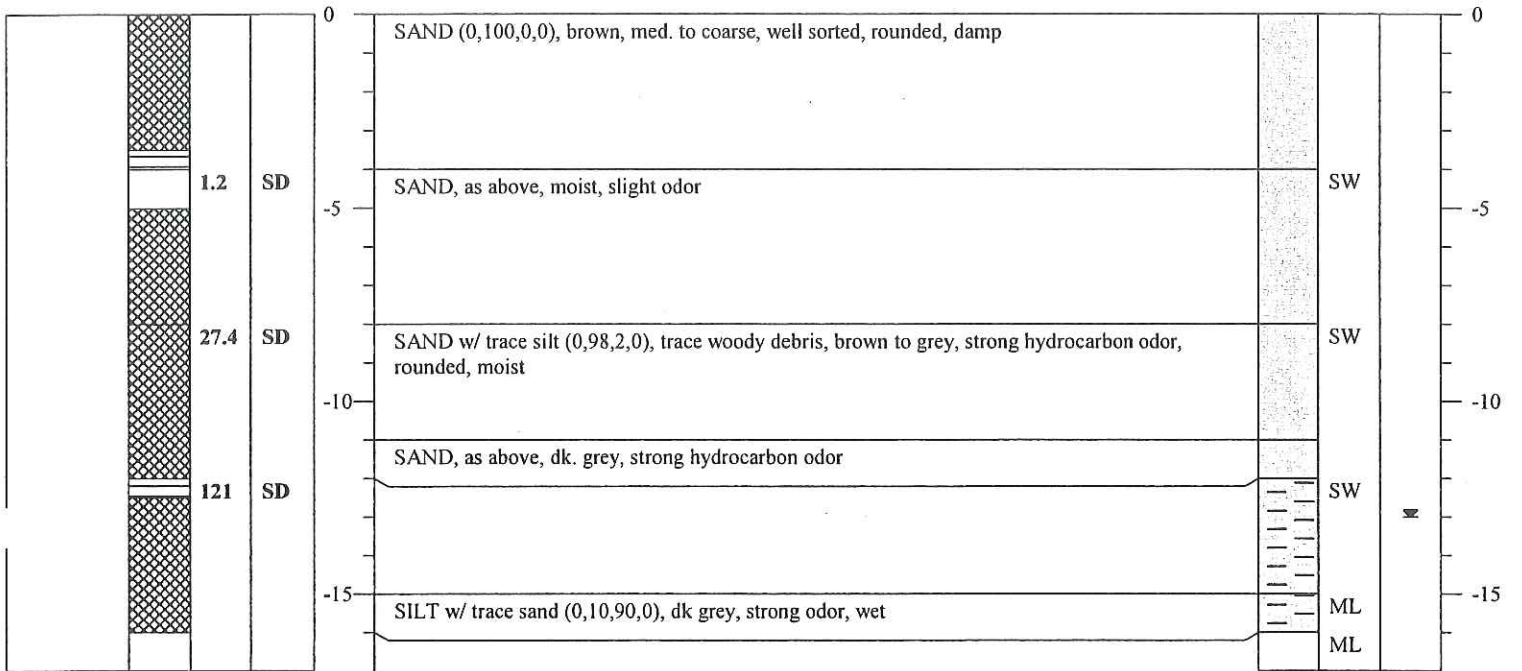 0 SAND (0,100,0,0), brown, med. to coarse, well sorted, rounded, damp 0
1.2 SD SAND, as above, moist, slight odor SW
-5 -5
27.4 SD SAND w/ trace silt (0,98,2,0), trace woody debris, brown to grey, strong hydrocarbon odor, SW
rounded, moist
-10 -10
SAND, as above, dk. grey, strong hydrocarbon odor
121 SD SW
-15 SILT w/ trace sand (0,10,90,0), dk grey, strong odor, wet ML -15
ML